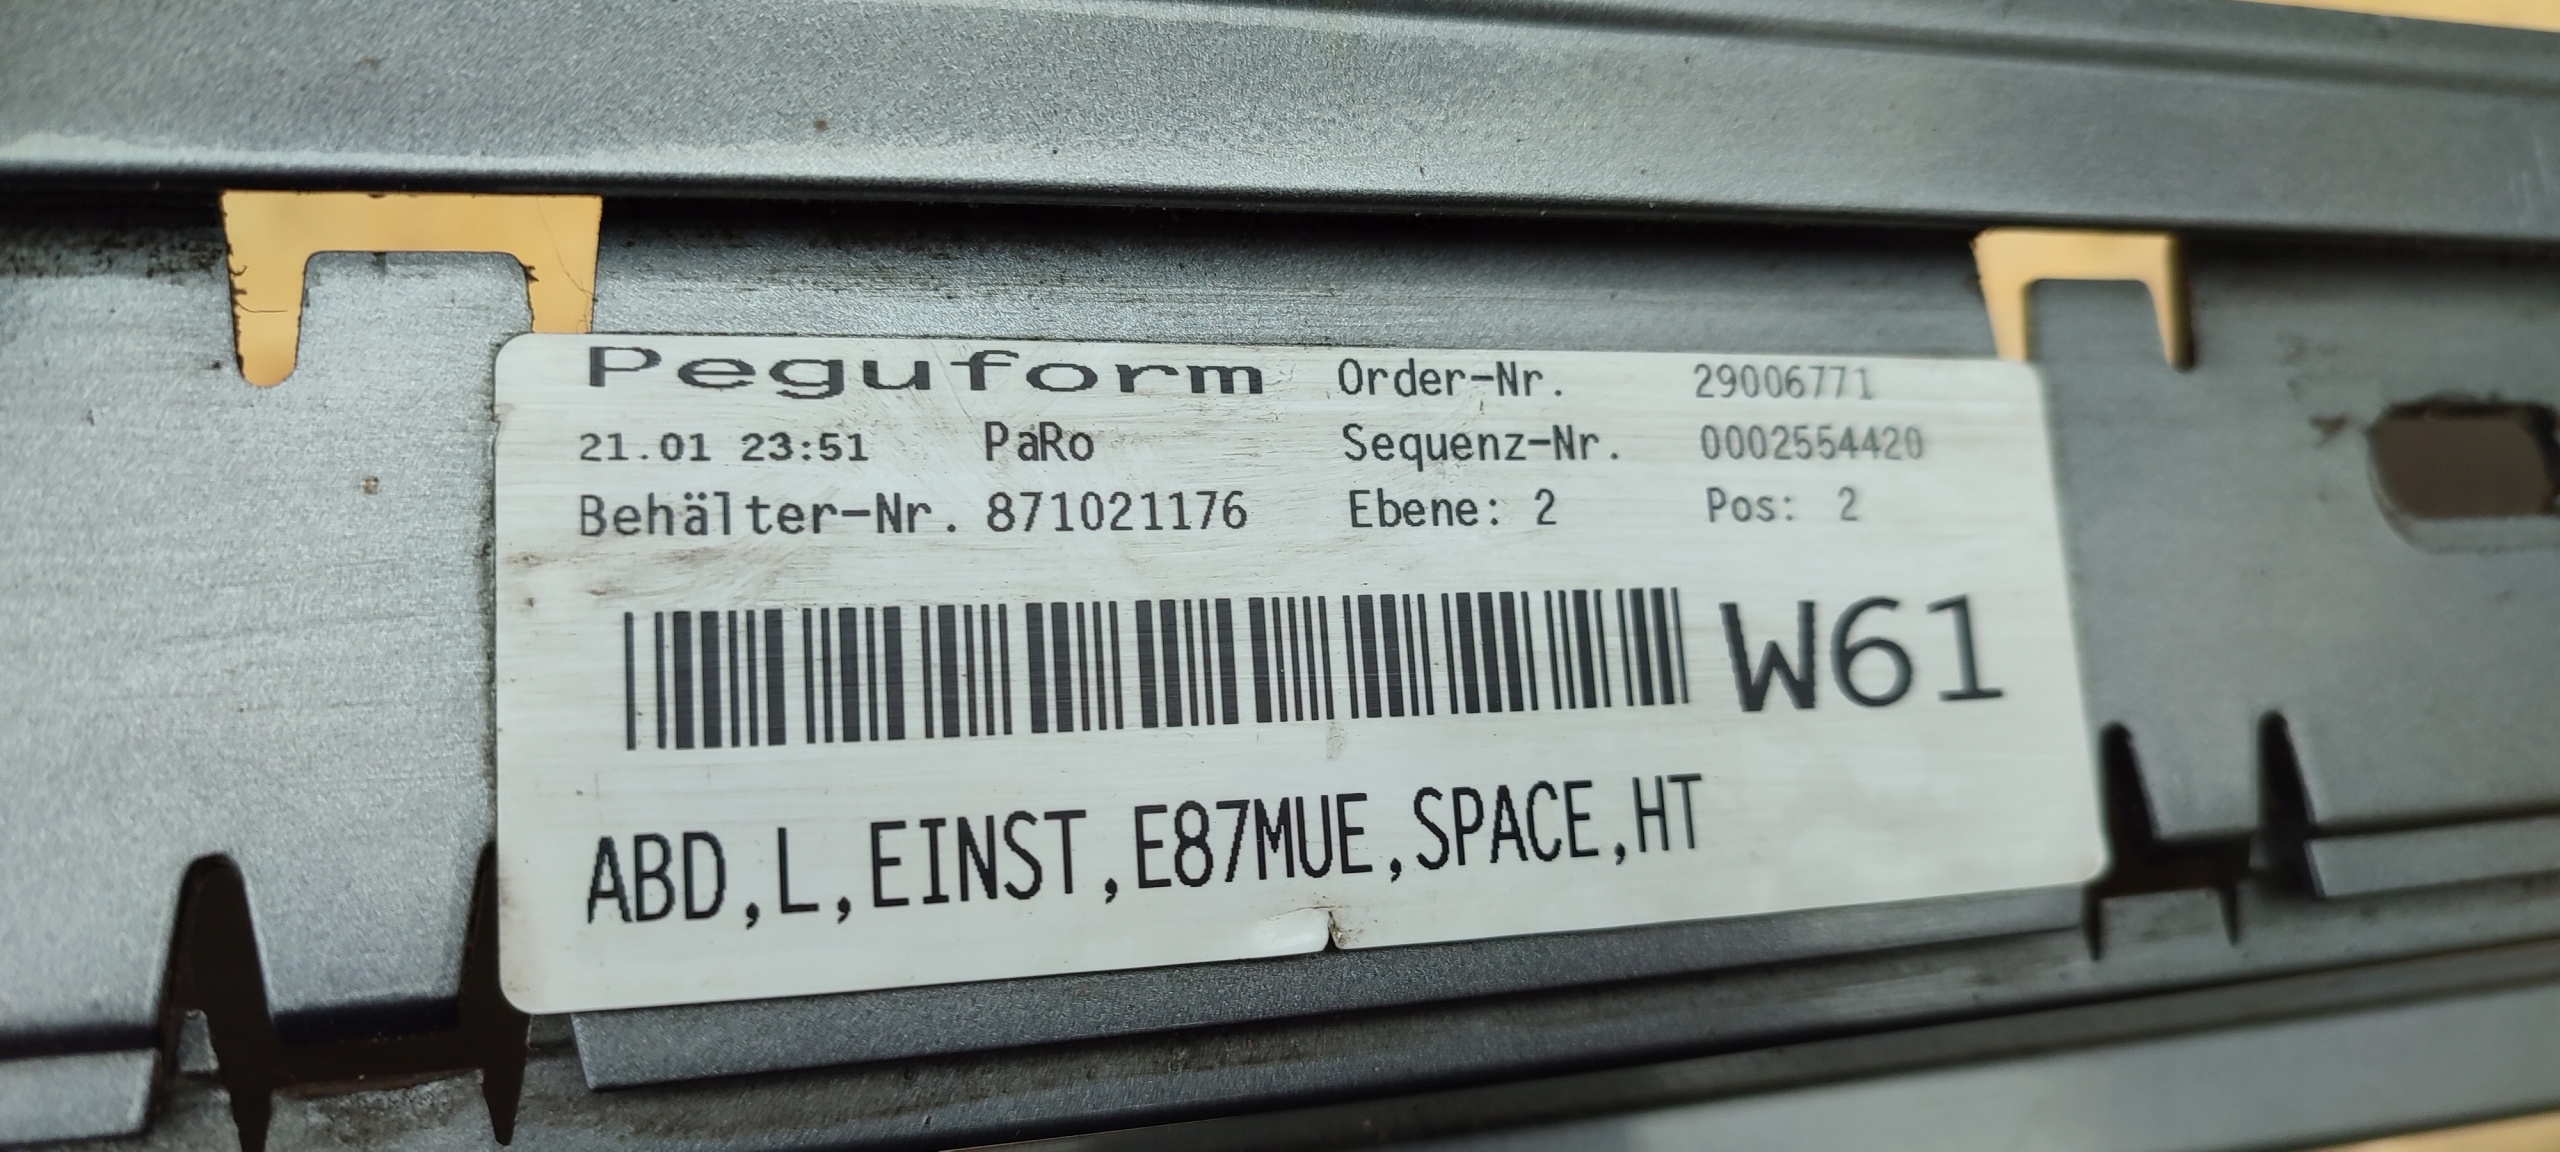 Peguform Order-Nr. 29006771
21.01 23:51 PaRo Sequenz-Nr. 0002554420
Behälter-Nr. 871021176 Ebene: 2 Pos: 2
W61
ABD,L,EINST,E87MUE,SPACE,HT